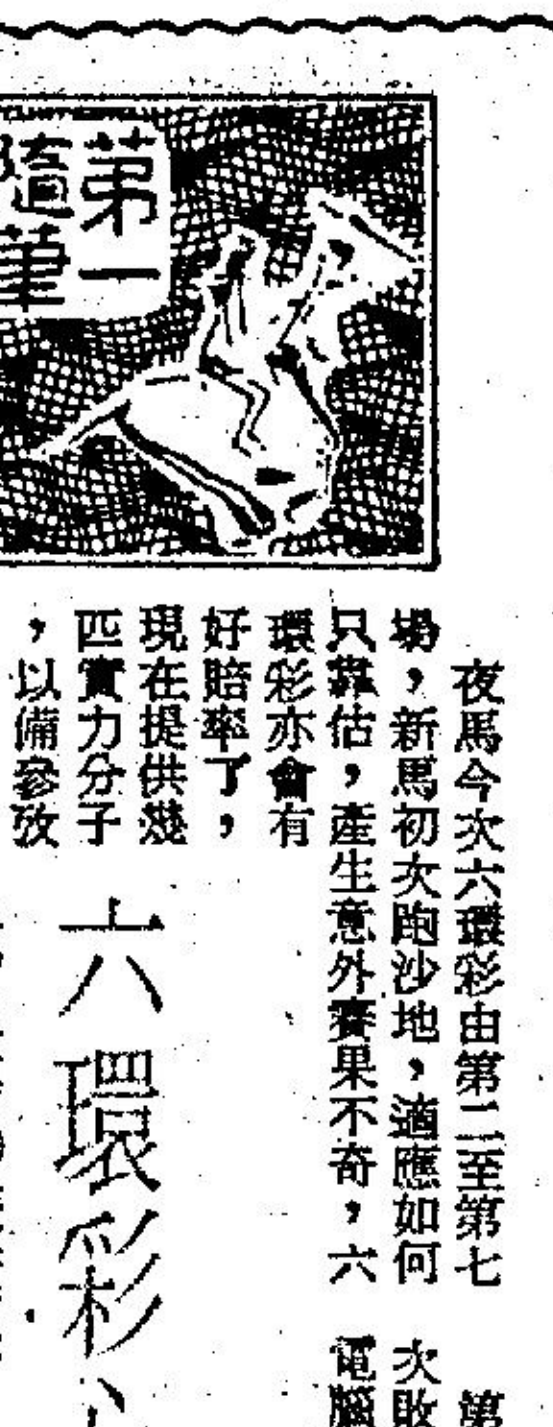 第一
隨筆
夜馬今次六環彩由第二至第七
場，新馬初次跑沙地，適應如何
只靠估，產生意外賽果不奇，六
環彩亦會有
好賠率了，
現在提供幾
匹實力分子
，以備參攷
六環彩
第
次敗
電腦